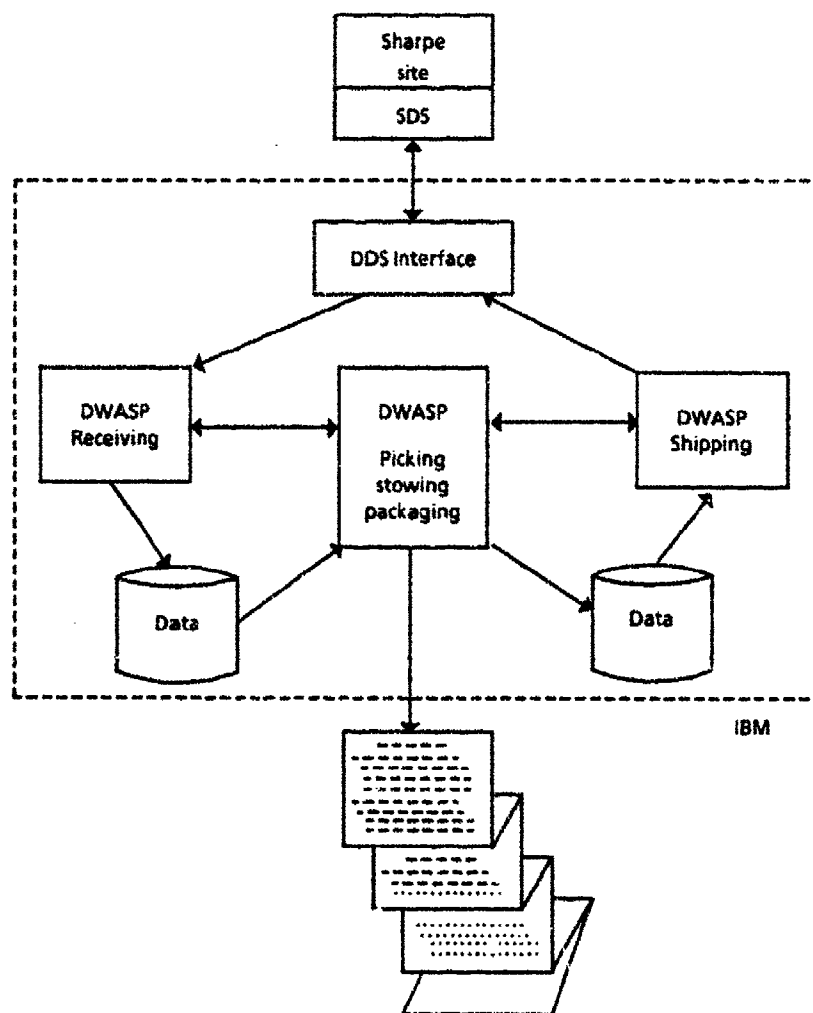 Sharpe
site
SDS
DDS Interface
DWASP
Receiving
DWASP
Picking
stowing
packaging
DWASP
Shipping
Data
Data
IBM